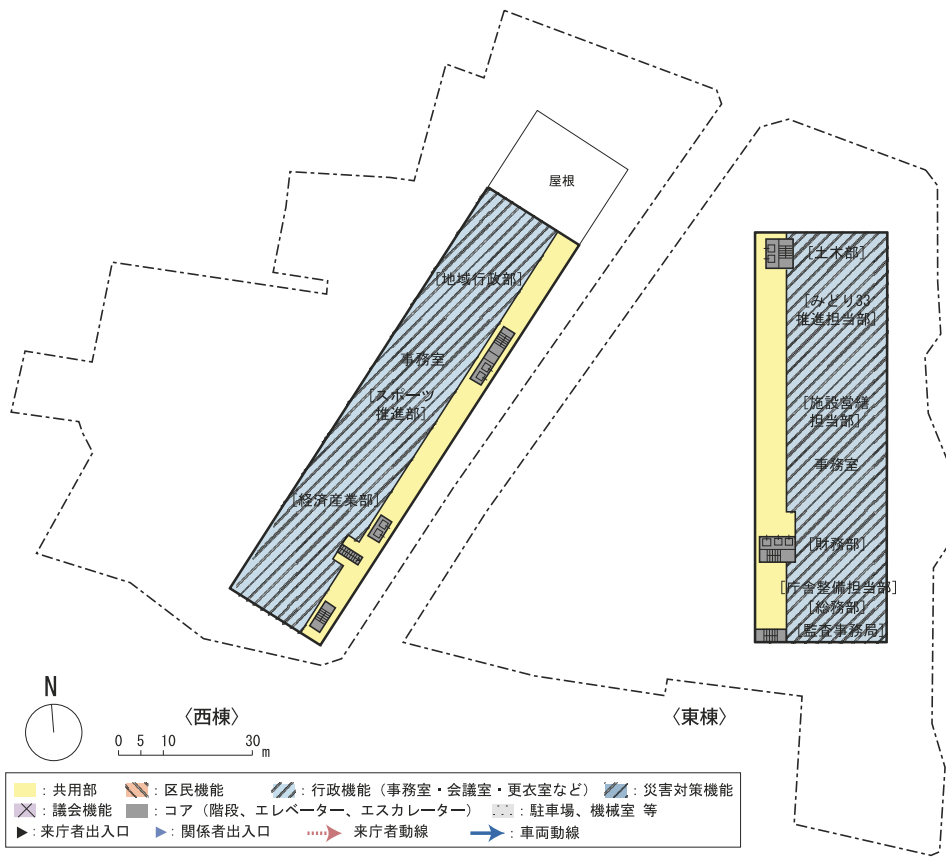 屋根
[地域行政部]
事務室
[スポーツ
推進部]
[経済産業部]
[土木部]
[みどり33
推進担当部]
[施設営繕
担当部]
事務室
[財務部]
[庁舎整備担当部]
[総務部]
[監査事務局]
N
〈西棟〉
〈東棟〉
0 5 10 30
m
：共用部 ：区民機能 ：行政機能（事務室・会議室・更衣室など） ：災害対策機能
：議会機能 ：コア（階段、エレベーター、エスカレーター） ：駐車場、機械室 等
：来庁者出入口 ：関係者出入口 ：来庁者動線 ：車両動線